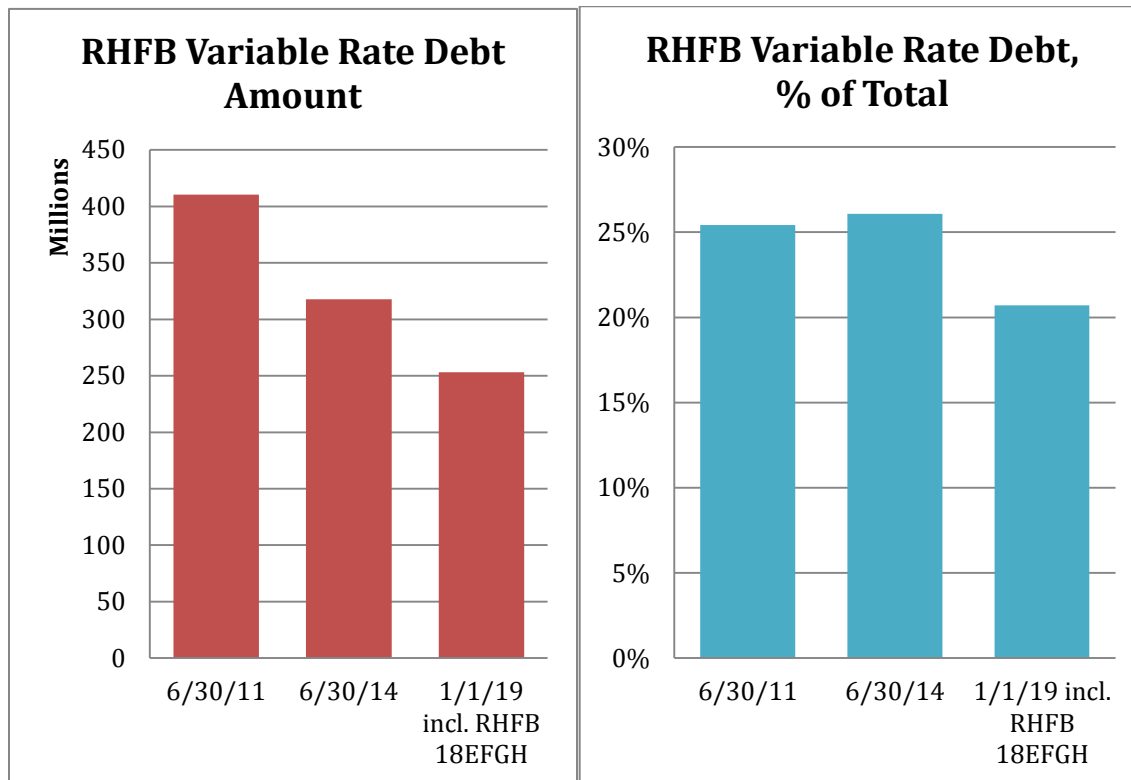 RHFB Variable Rate Debt
Amount
Millions
450
400
350
300
250
200
150
100
50
0
6/30/11
6/30/14
1/1/19
incl. RHFB
18EFGH
RHFB Variable Rate Debt,
% of Total
30%
25%
20%
15%
10%
5%
0%
6/30/11
6/30/14
1/1/19 incl.
RHFB
18EFGH